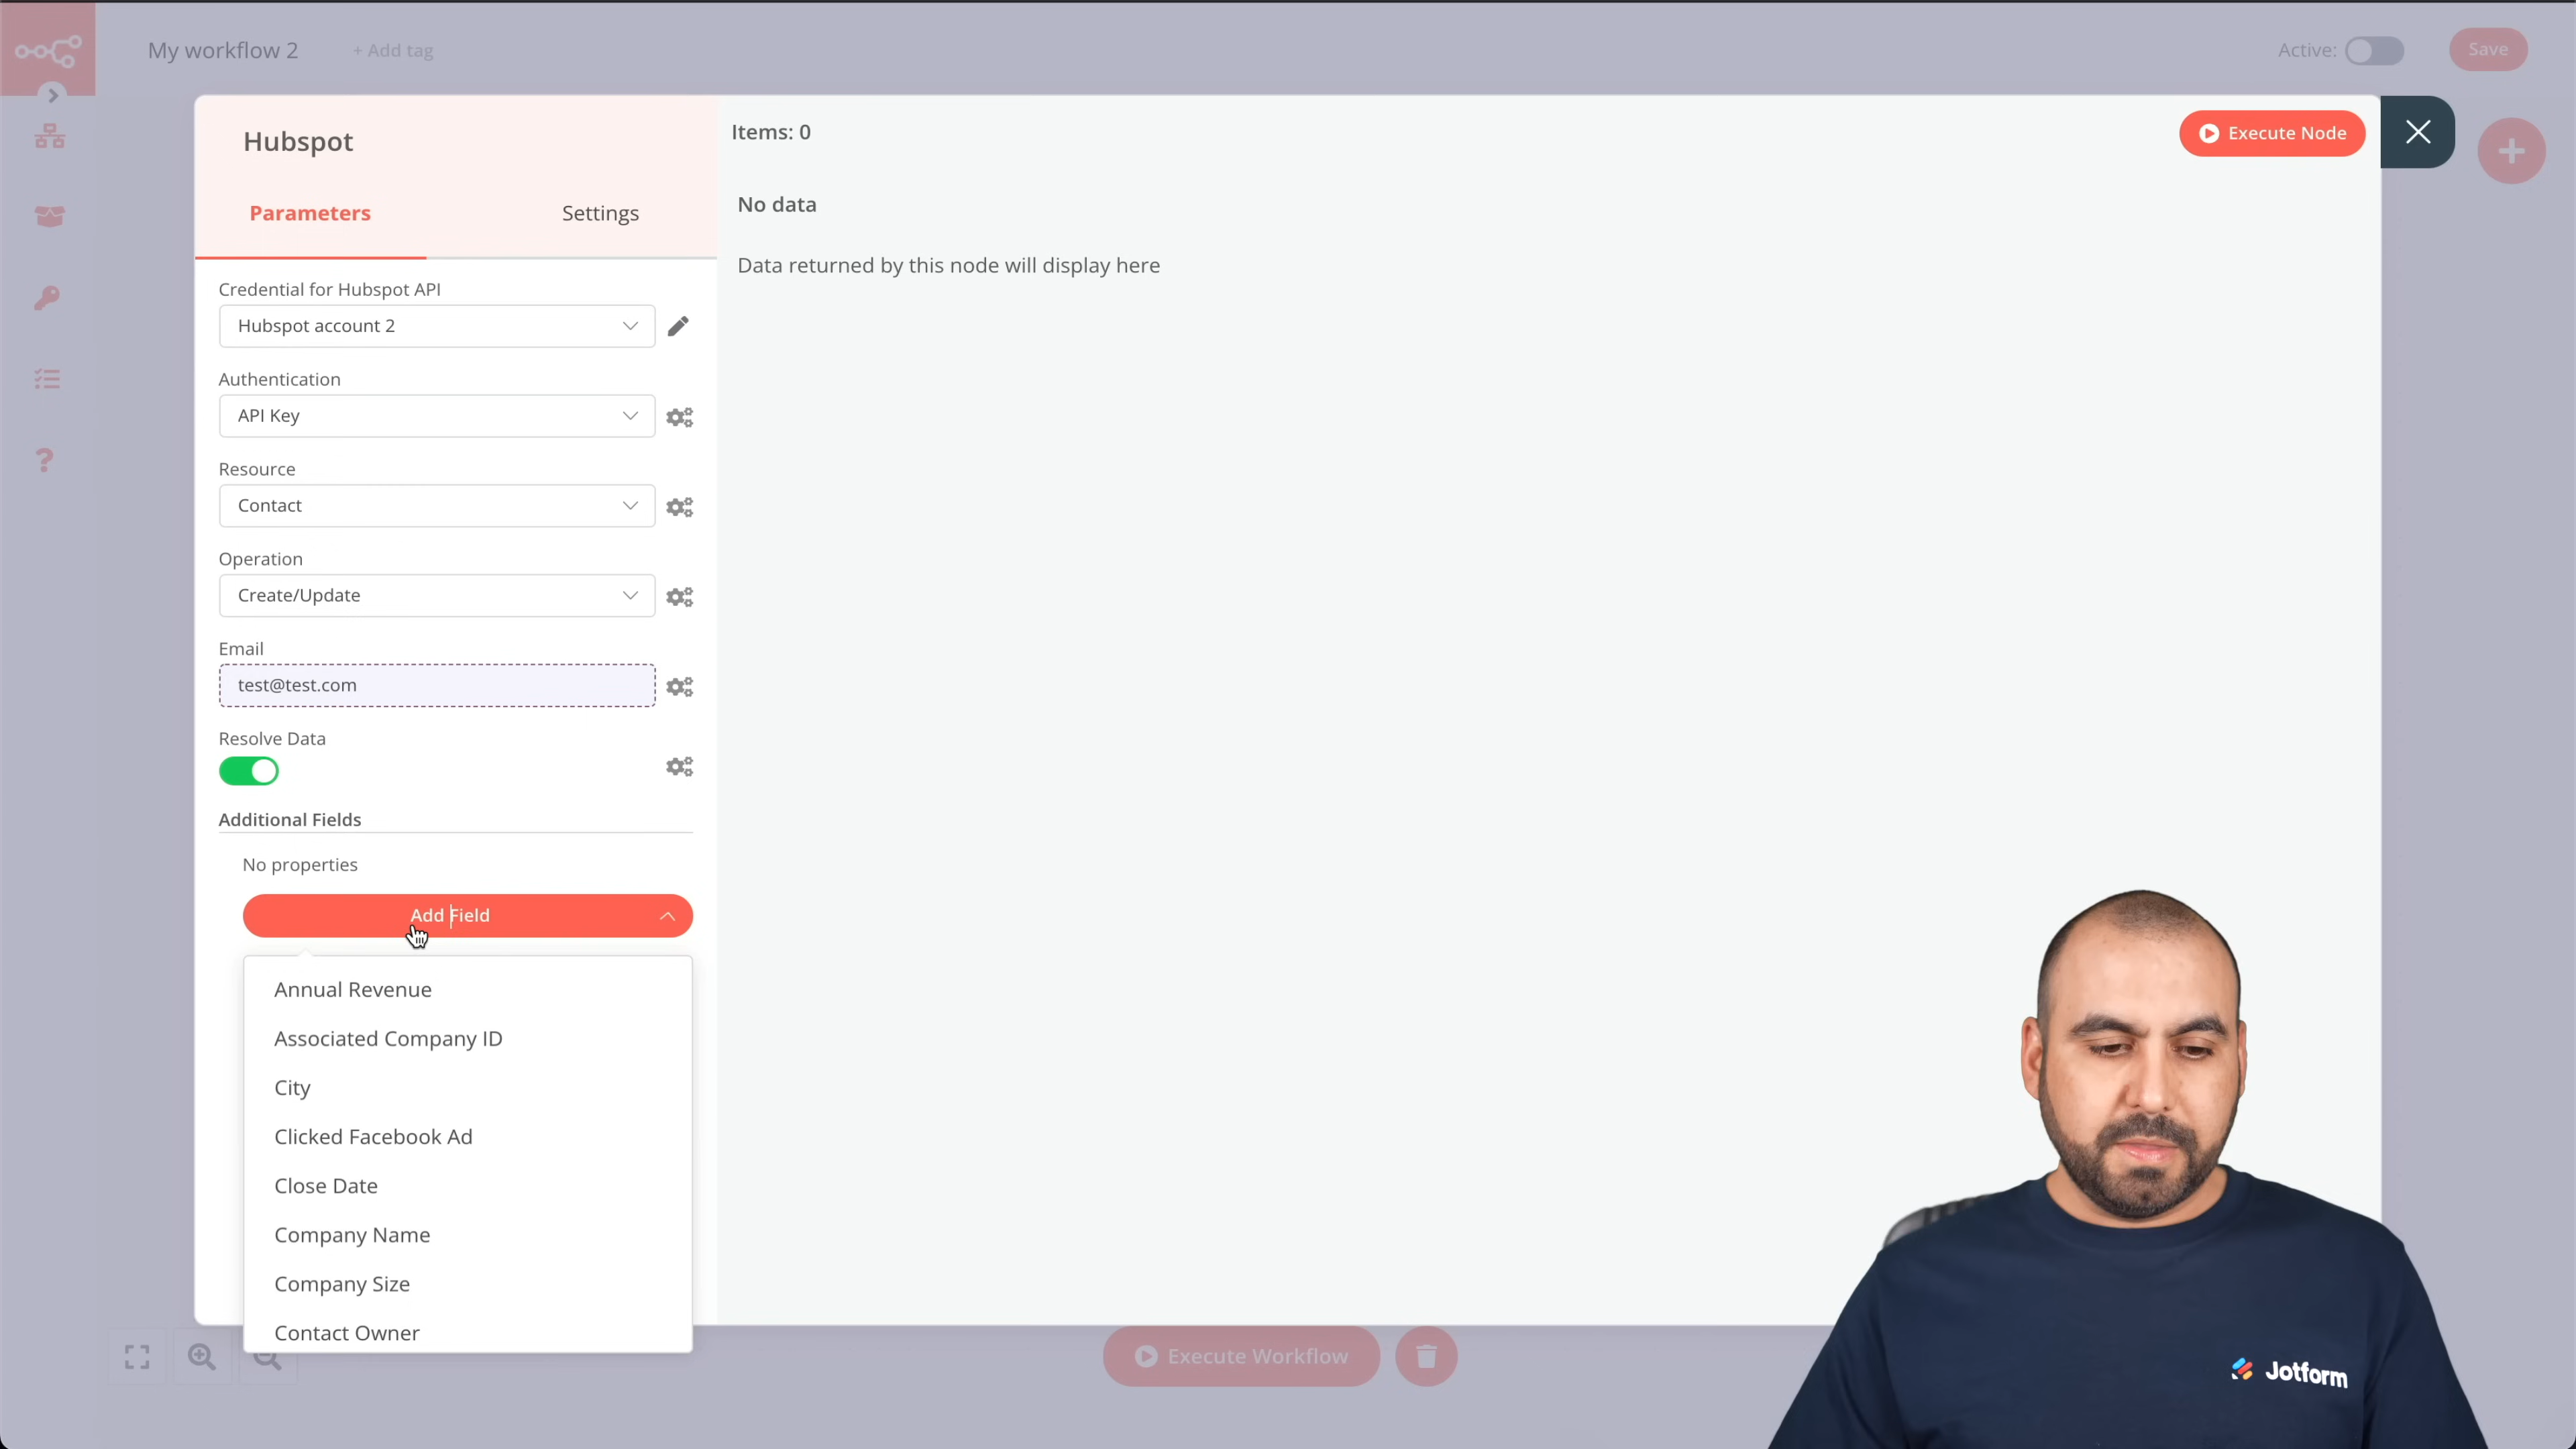 My workflow 2
+ Add tag
Active:
Save
Hubspot
Parameters
Settings
Items: 0
Execute Node
No data
Data returned by this node will display here
Credential for Hubspot API
Hubspot account 2
Authentication
API Key
Resource
Contact
Operation
Create/Update
Email
test@test.com
Resolve Data
Additional Fields
No properties
Add Field
Annual Revenue
Associated Company ID
City
Clicked Facebook Ad
Close Date
Company Name
Company Size
Contact Owner
Execute Workflow
Jotform